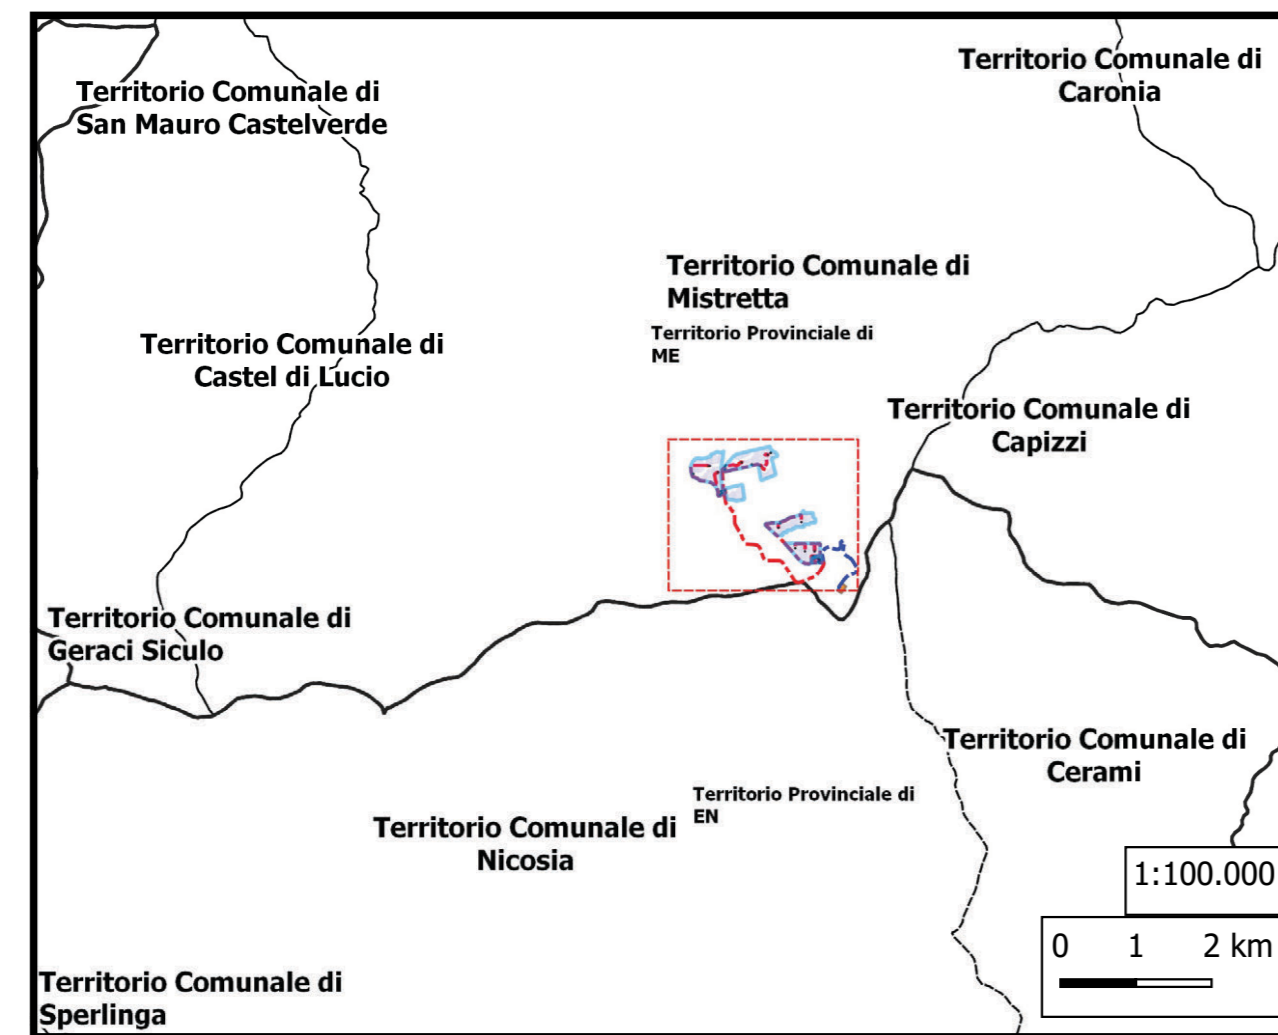 Territorio Comunale di
Caronia
Territorio Comunale di
San Mauro Castelverde
Territorio Comunale di
Mistretta
Territorio Provinciale di
ME
Territorio Comunale di
Castel di Lucio
Territorio Comunale di
Capizzi
Territorio Comunale di
Geraci Siculo
Territorio Comunale di
Cerami
Territorio Provinciale di
EN
Territorio Comunale di
Nicosia
1:100.000
0 1 2 km
Territorio Comunale di
Sperlinga